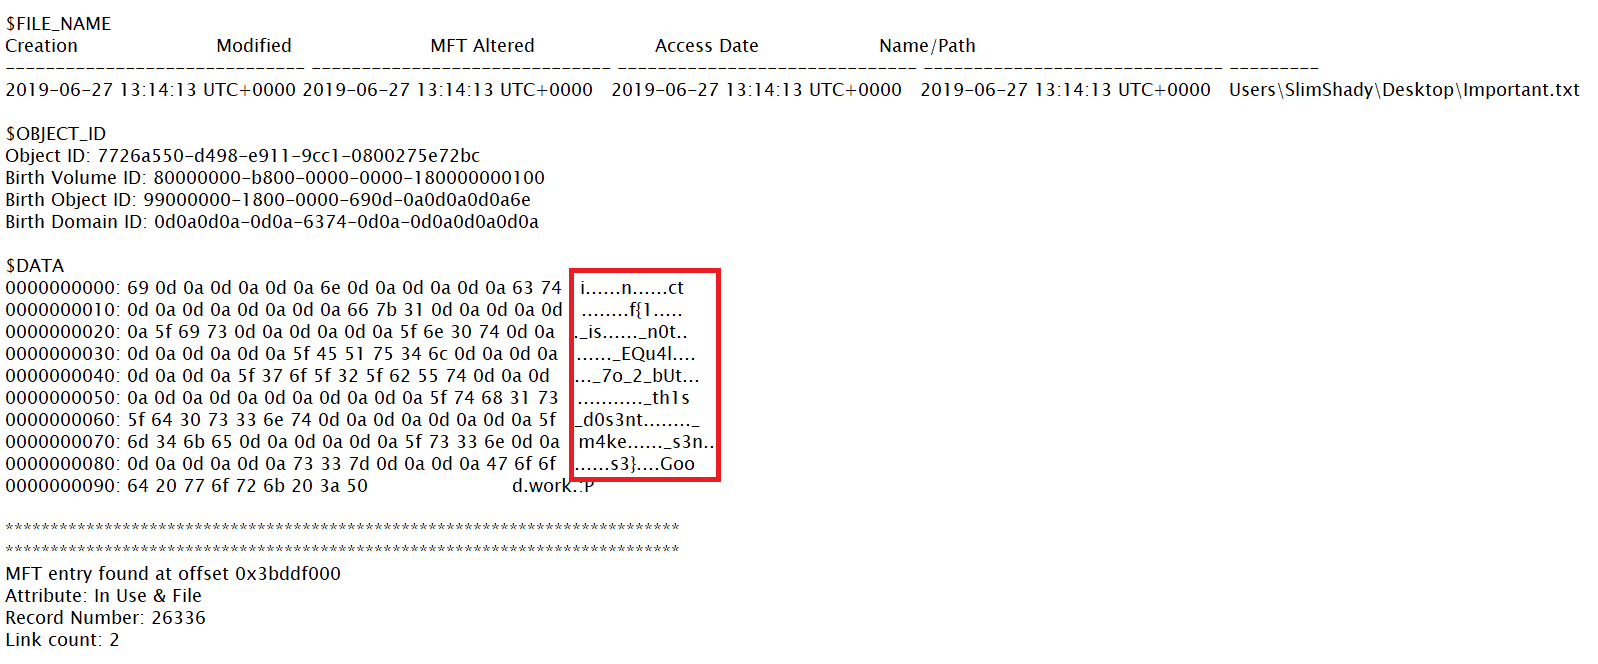 $FILE_NAME
Creation Modified MFT Altered Access Date Name/Path
------------------------------ ------------------------------ ------------------------------ ------------------------------ ---------
2019-06-27 13:14:13 UTC+0000 2019-06-27 13:14:13 UTC+0000 2019-06-27 13:14:13 UTC+0000 2019-06-27 13:14:13 UTC+0000 Users\SlimShady\Desktop\Important.txt
$OBJECT_ID
Object ID: 7726a550-d498-e911-9cc1-0800275e72bc
Birth Volume ID: 80000000-b800-0000-0000-180000000100
Birth Object ID: 99000000-1800-0000-690d-0a0d0a0d0a6e
Birth Domain ID: 0d0a0d0a-0d0a-6374-0d0a-0d0a0d0a0d0a
$DATA
0000000000: 69 0d 0a 0d 0a 0d 0a 6e 0d 0a 0d 0a 0d 0a 63 74 i......n......ct
0000000010: 0d 0a 0d 0a 0d 0a 0d 0a 66 7b 31 0d 0a 0d 0a 0d ........f{1.....
0000000020: 0a 5f 69 73 0d 0a 0d 0a 0d 0a 5f 6e 30 74 0d 0a ._is......_n0t..
0000000030: 0d 0a 0d 0a 0d 0a 5f 45 51 75 34 6c 0d 0a 0d 0a ......_EQu4l....
0000000040: 0d 0a 0d 0a 5f 37 6f 5f 32 5f 62 55 74 0d 0a 0d ..._7o_2_bUt...
0000000050: 0a 0d 0a 0d 0a 0d 0a 0d 0a 0d 0a 5f 74 68 31 73 ..........._th1s
0000000060: 5f 64 30 73 33 6e 74 0d 0a 0d 0a 0d 0a 0d 0a 5f _d0s3nt........_
0000000070: 6d 34 6b 65 0d 0a 0d 0a 0d 0a 5f 73 33 6e 0d 0a m4ke......_s3n..
0000000080: 0d 0a 0d 0a 0d 0a 73 33 7d 0d 0a 0d 0a 47 6f 6f ......s3}....Goo
0000000090: 64 20 77 6f 72 6b 20 3a 50 d.work.:P
***************************************************************************
***************************************************************************
MFT entry found at offset 0x3bddf000
Attribute: In Use & File
Record Number: 26336
Link count: 2